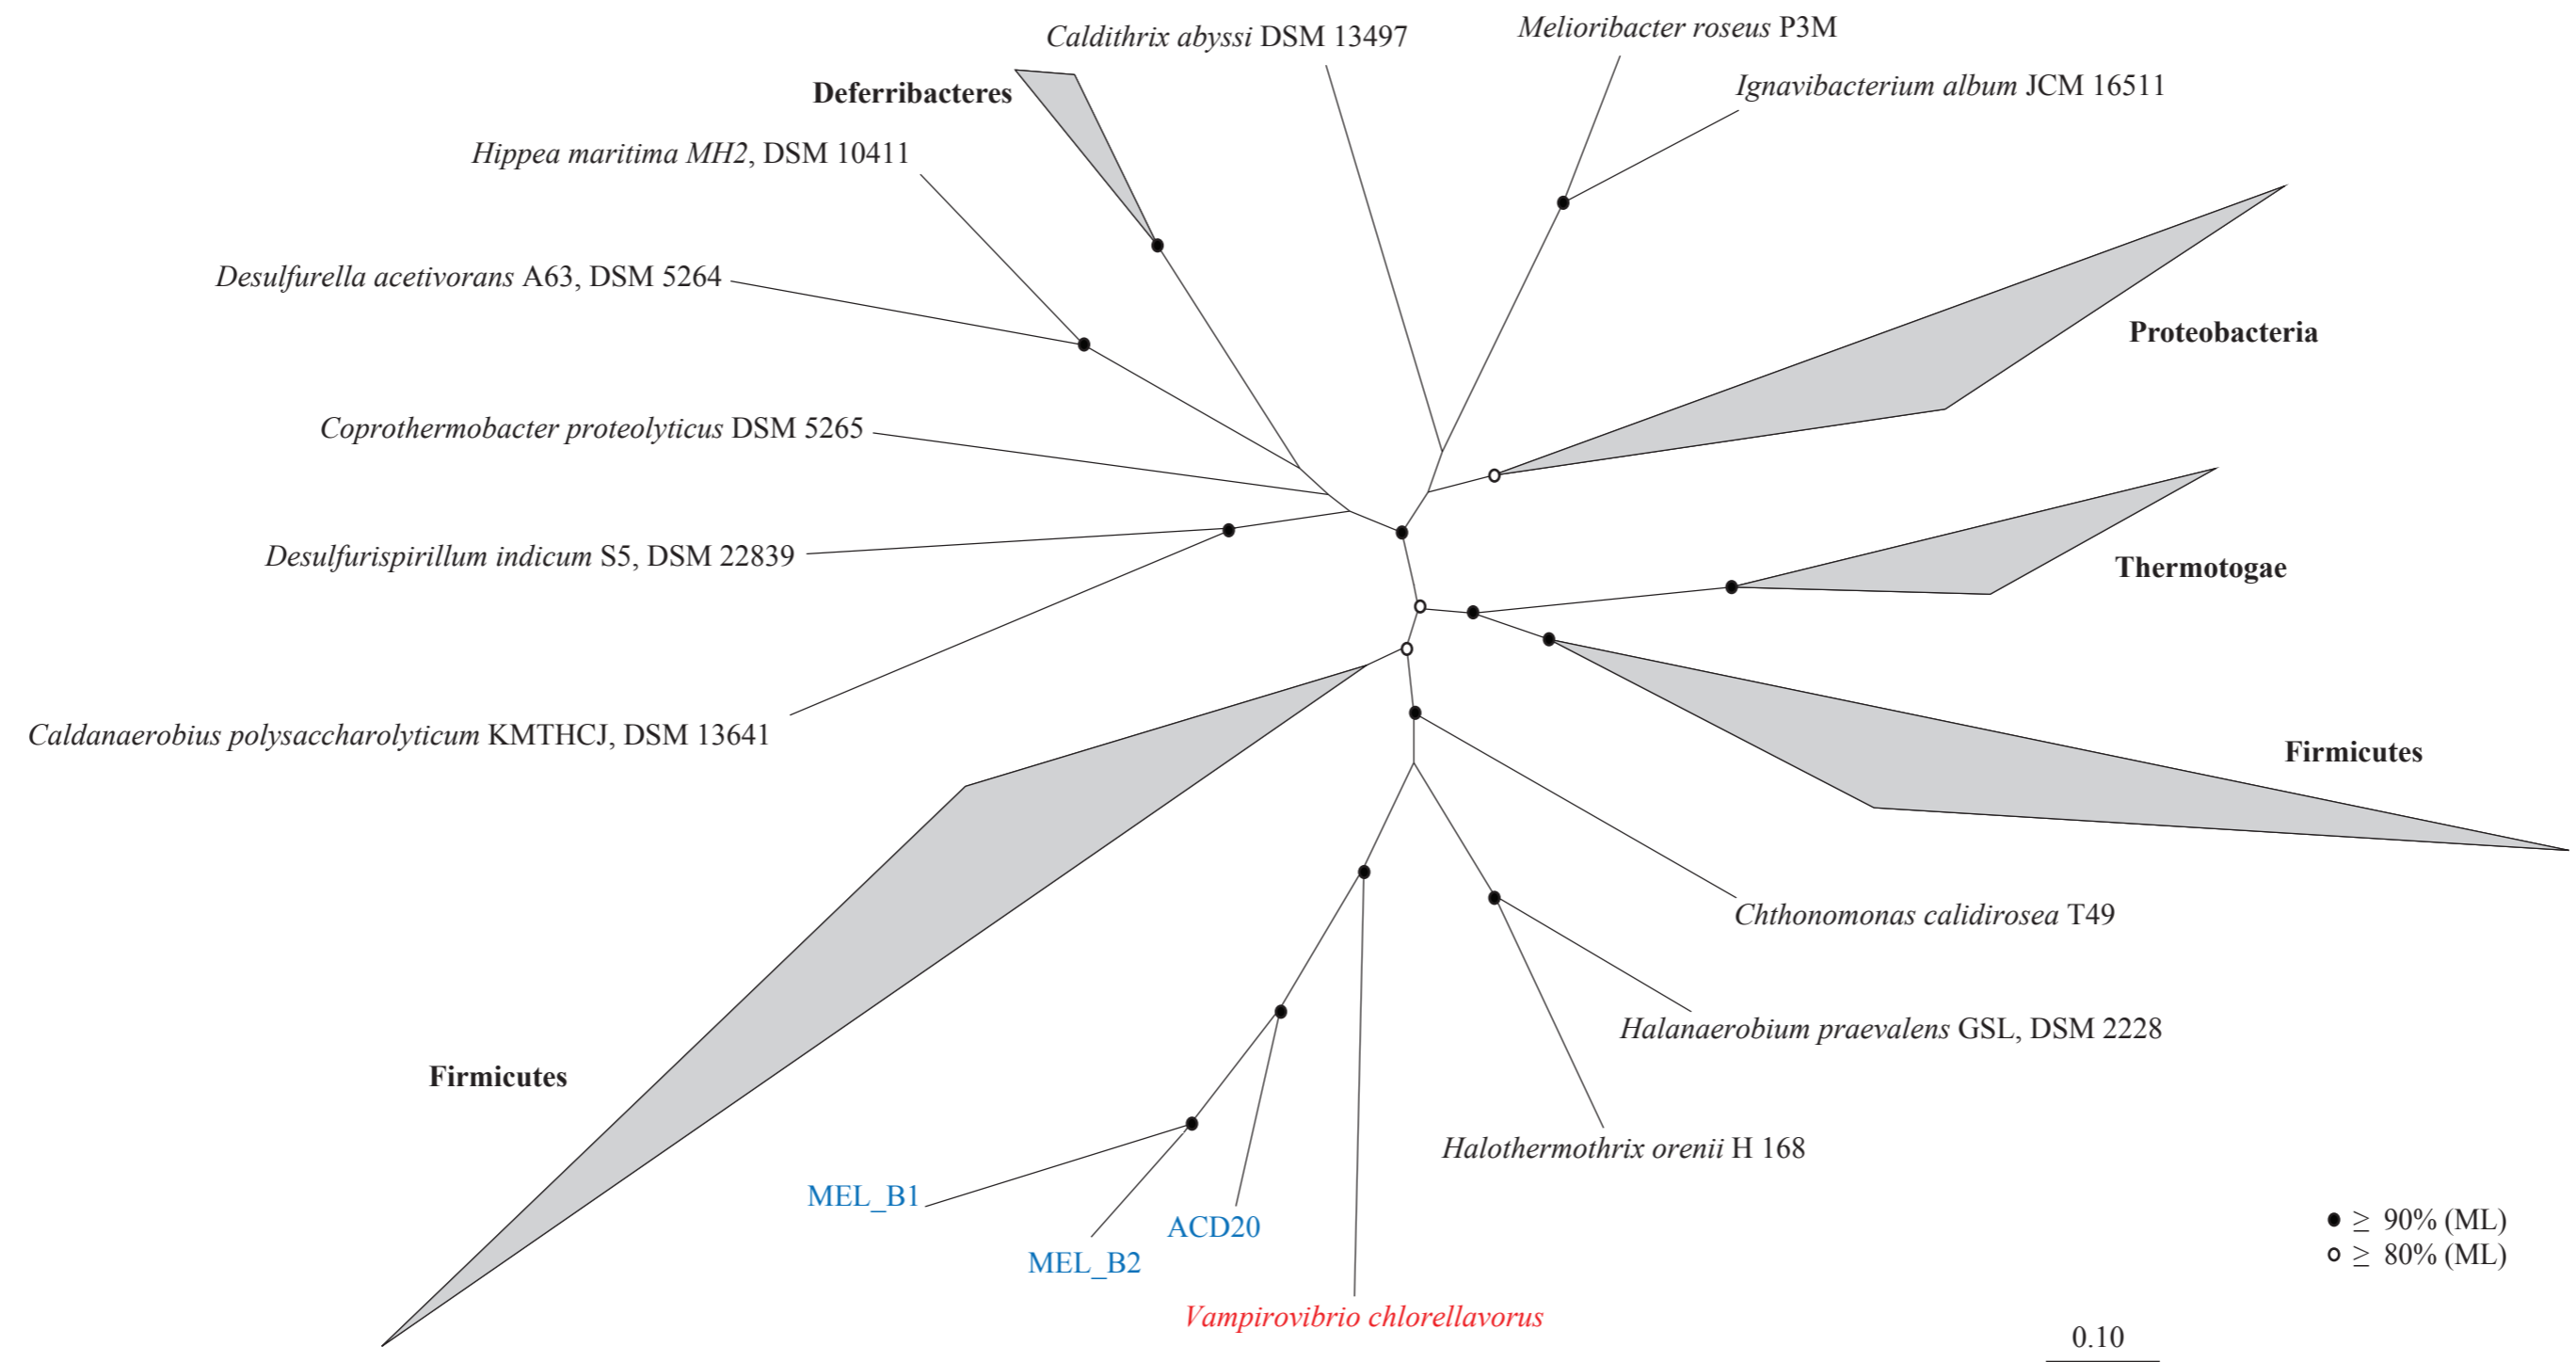 Melioribacter roseus P3M
Caldithrix abyssi DSM 13497
Ignavibacterium album JCM 16511
Deferribacteres
Hippea maritima MH2, DSM 10411
Desulfurella acetivorans A63, DSM 5264
Proteobacteria
Coprothermobacter proteolyticus DSM 5265
Desulfurispirillum indicum S5, DSM 22839
Thermotogae
Caldanaerobius polysaccharolyticum KMTHCJ, DSM 13641
Firmicutes
Chthonomonas calidirosea T49
Halanaerobium praevalens GSL, DSM 2228
Firmicutes
Halothermothrix orenii H 168
MEL_B1
ACD20
MEL_B2
Vampirovibrio chlorellavorus
≥ 90% (ML)
≥ 80% (ML)
0.10